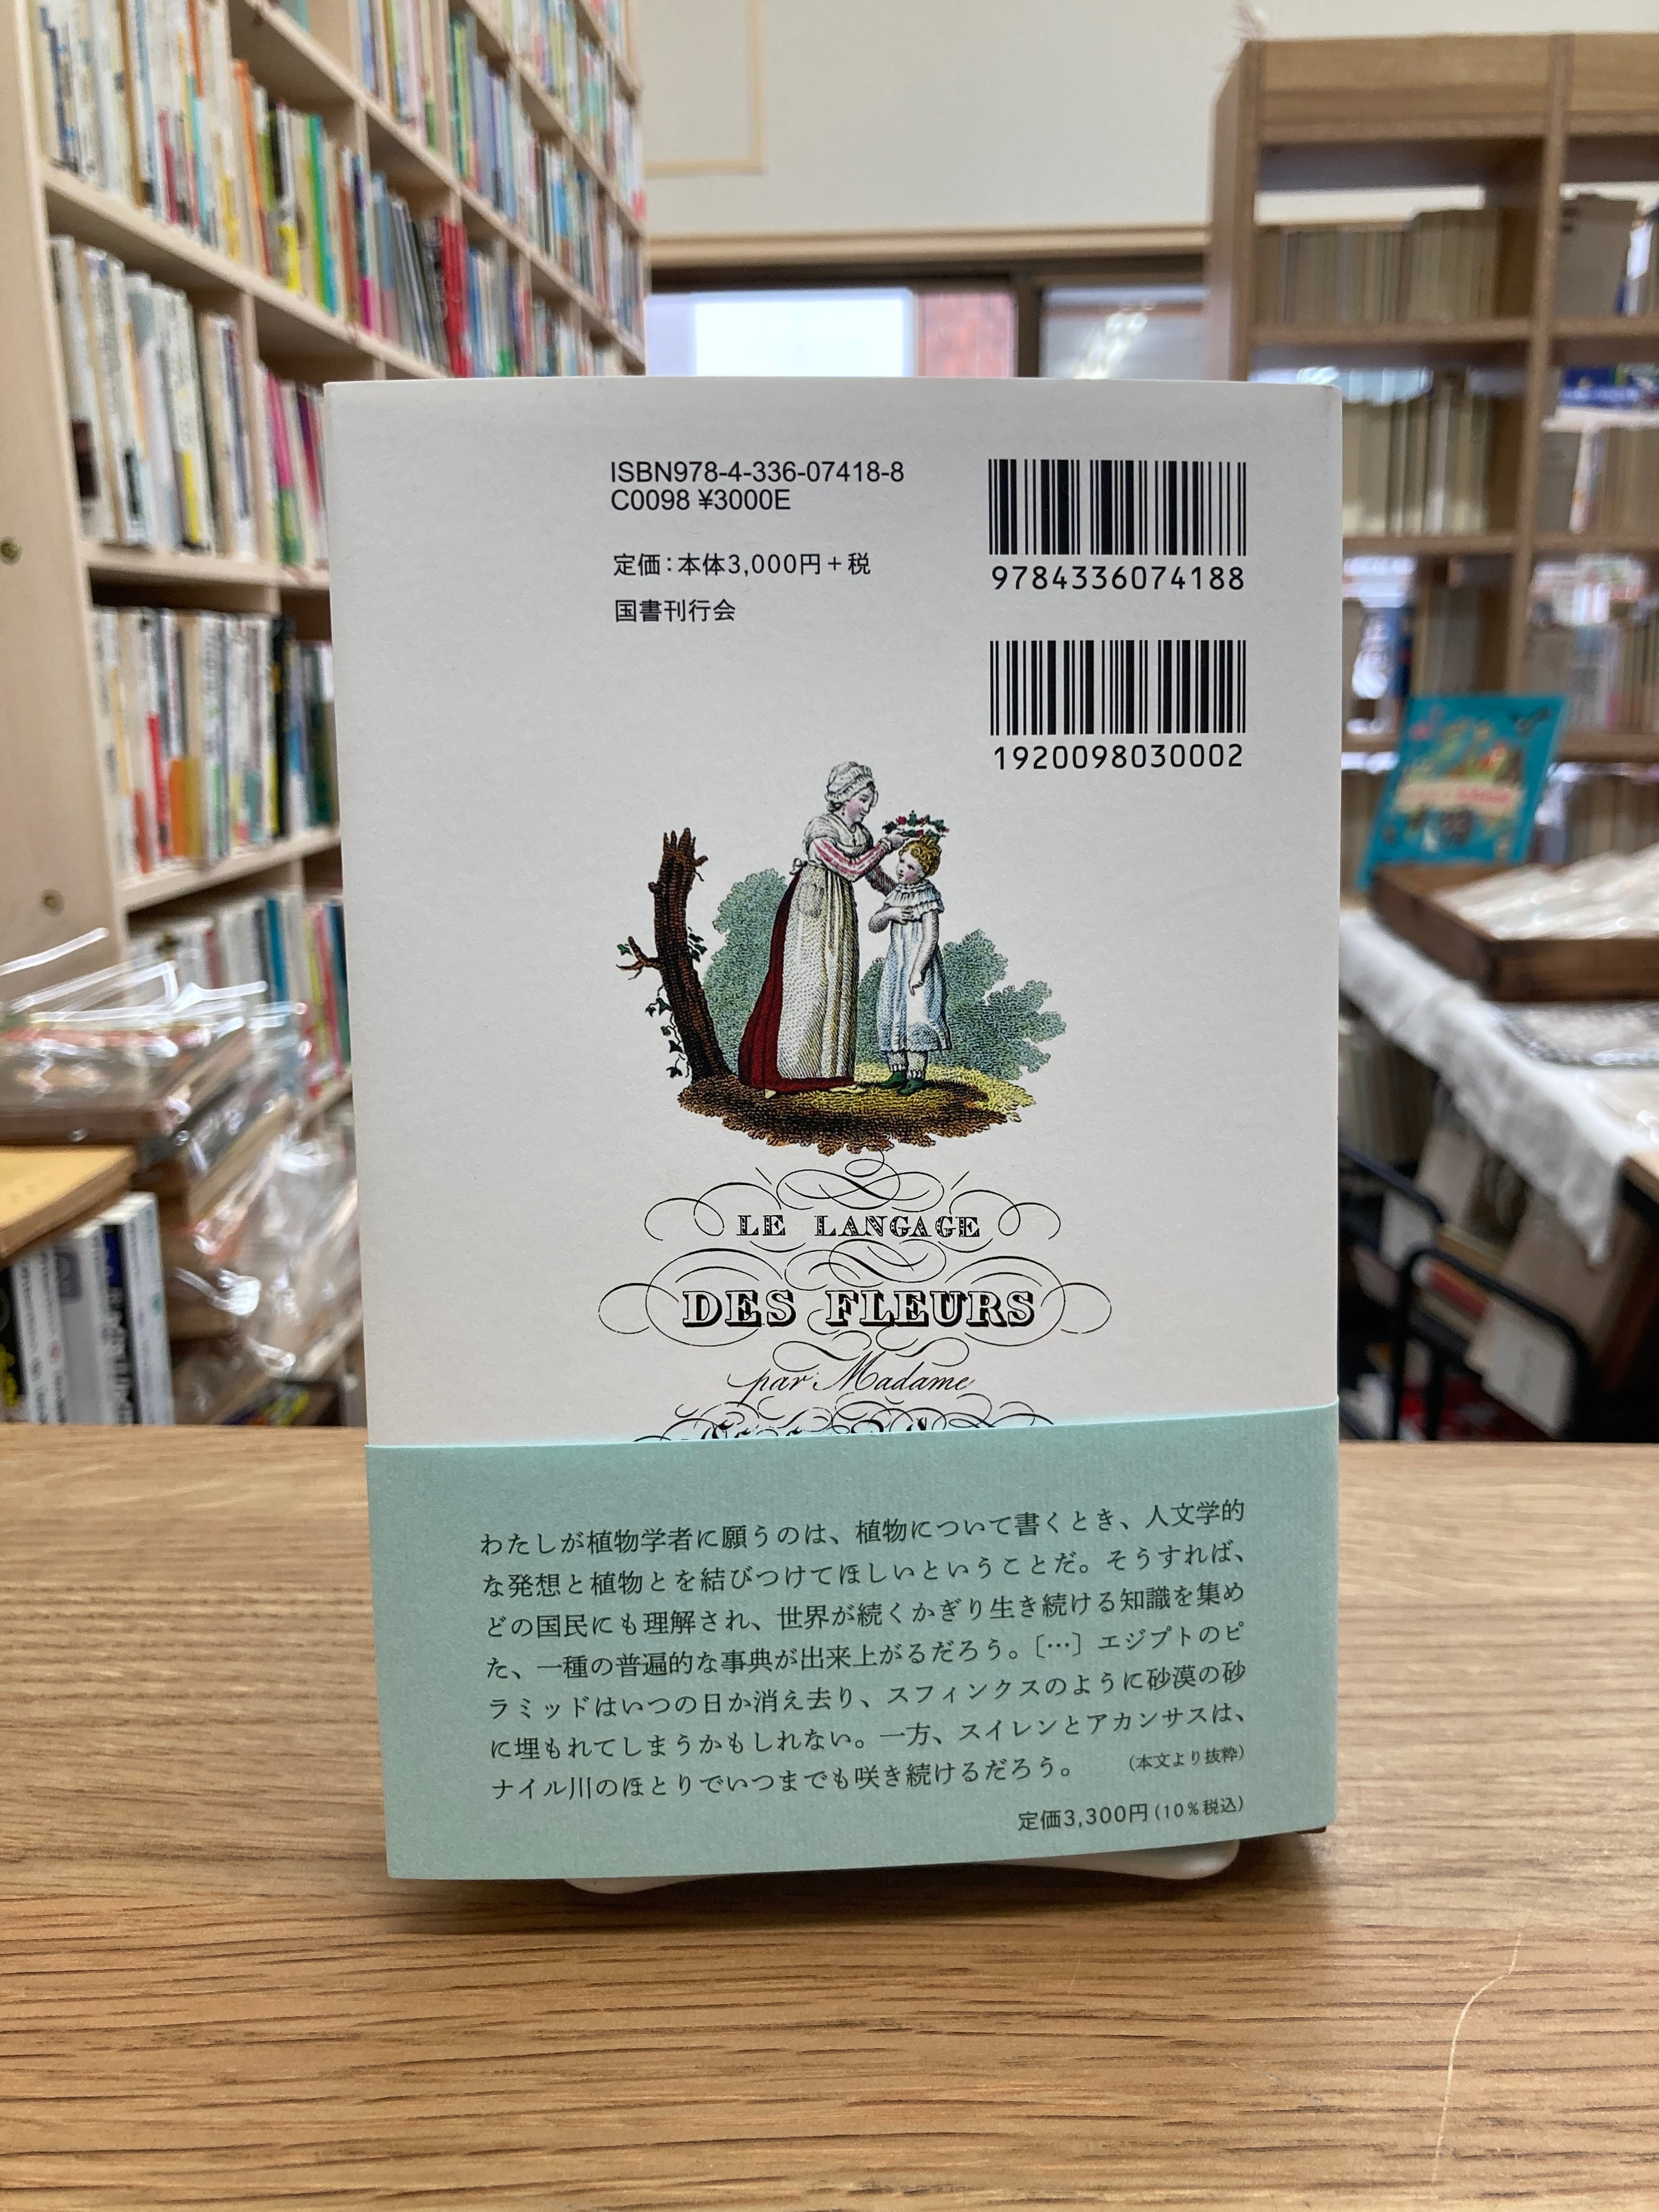 ISBN978-4-336-07418-8
C0098 ¥3000E
定価：本体3,000円＋税
国書刊行会
9784336074188
1920098030002
LE LANGAGE
DES FLEURS
par Madame
わたしが植物学者に願うのは、植物について書くとき、人文学的
な発想と植物とを結びつけてほしいということだ。そうすれば、
どの国民にも理解され、世界が続くかぎり生き続ける知識を集め
た、一種の普遍的な事典が出来上がるだろう。〔…〕エジプトのピ
ラミッドはいつの日か消え去り、スフィンクスのように砂漠の砂
に埋もれてしまうかもしれない。一方、スイレンとアカンサスは、
ナイル川のほとりでいつまでも咲き続けるだろう。 （本文より抜粋）
定価3,300円（10％税込）